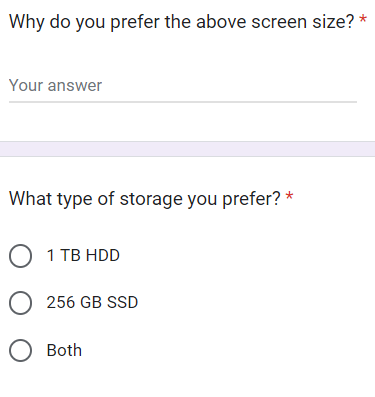 Why do you prefer the above screen size? *
Your answer
What type of storage you prefer? *
1 TB HDD
256 GB SSD
Both